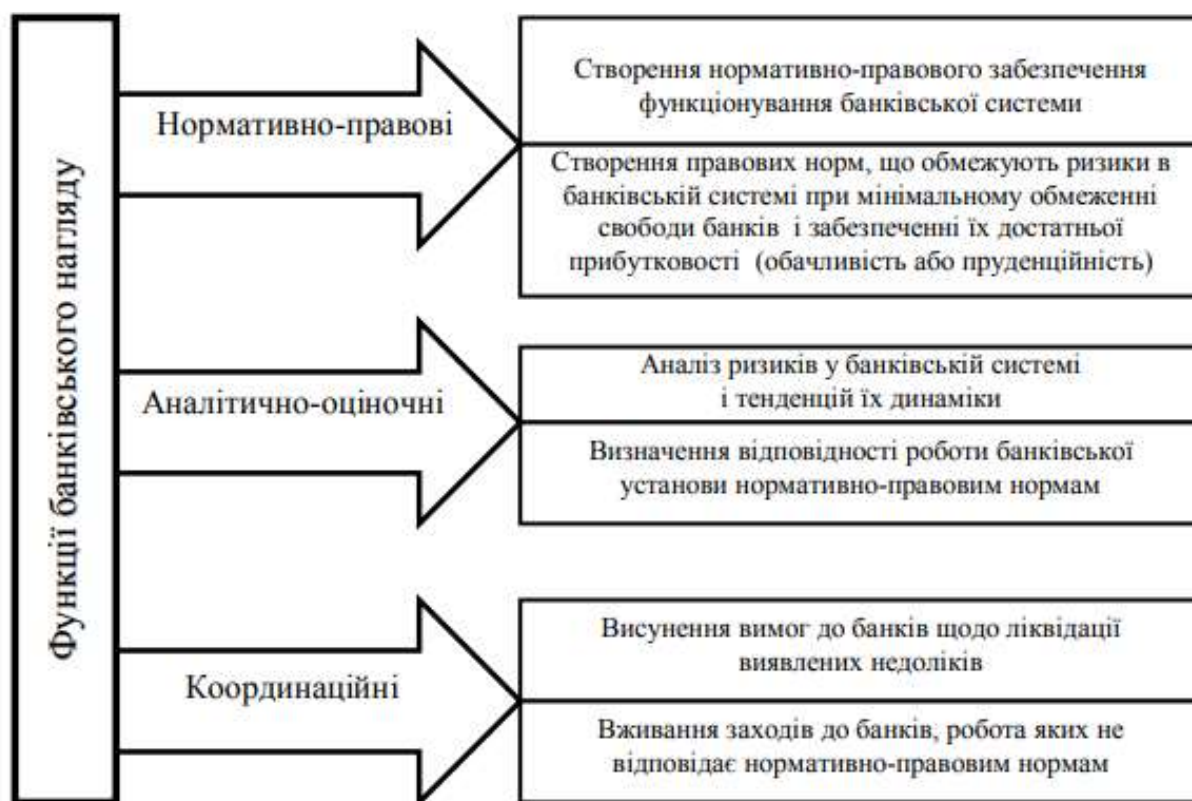 Функції банківського нагляду
Нормативно-правові
Створення нормативно-правового забезпечення
функціонування банківської системи
Створення правових норм, що обмежують ризики в
банківській системі при мінімальному обмеженні
свободи банків і забезпеченні їх достатньої
прибутковості (обачливість або пруденційність)
Аналітично-оціночні
Аналіз ризиків у банківській системі
і тенденцій їх динаміки
Визначення відповідності роботи банківської
установи нормативно-правовим нормам
Координаційні
Висунення вимог до банків щодо ліквідації
виявлених недоліків
Вживання заходів до банків, робота яких не
відповідає нормативно-правовим нормам